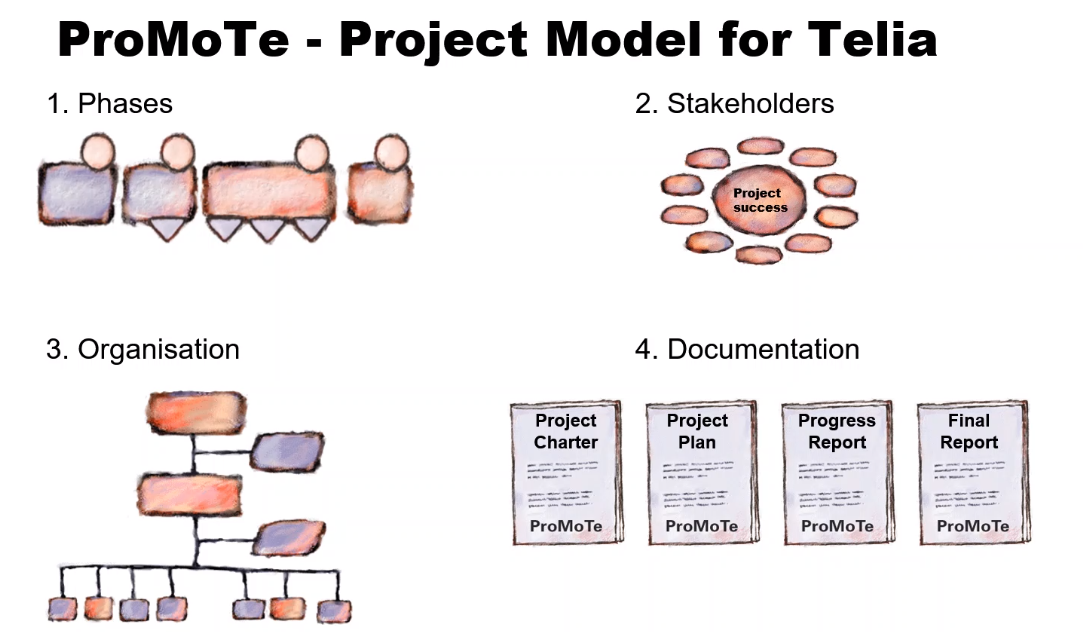 ProMoTe - Project Model for Telia
1. Phases
2. Stakeholders
Project
success
3. Organisation
4. Documentation
Project
Charter
ProMoTe
Project
Plan
ProMoTe
Progress
Report
ProMoTe
Final
Report
ProMoTe